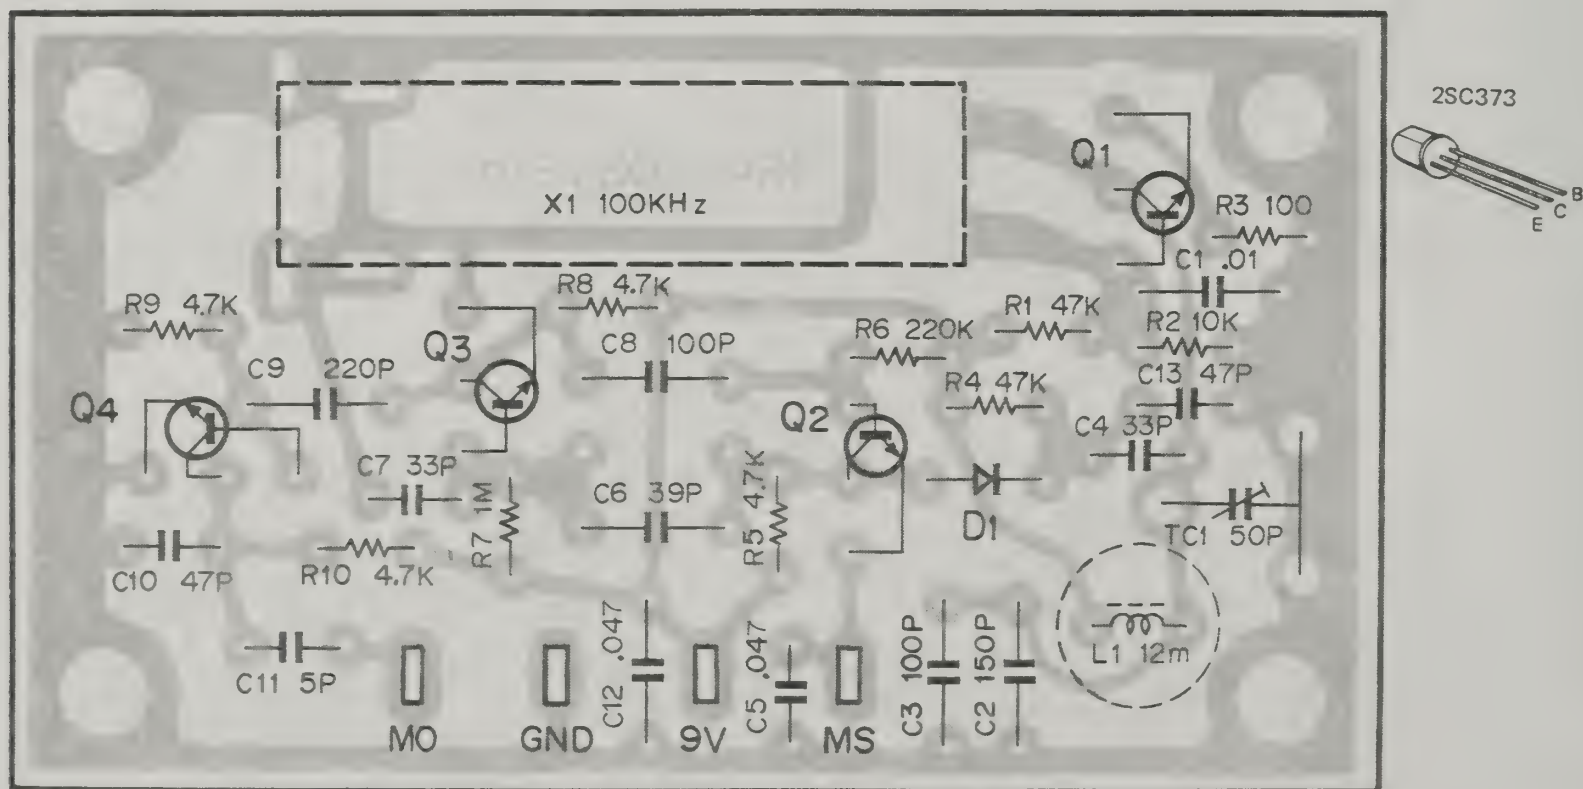 2SC373
B
C
E
Q1
X1 100KHz
R3 100
C1 .01
R9 4.7K
R8 4.7K
R1 47K
R2 10K
Q3
C8 100P
R6 220K
C9 220P
C13 47P
R4 47K
Q4
Q2
C4 33P
C7 33P
C6 39P
R7 1M
R5 4.7K
D1
TC1 50P
C10 47P
R10 4.7K
L1 12m
C11 5P
C12 .047
C5 .047
C3 100P
C2 150P
MO
GND
9V
MS